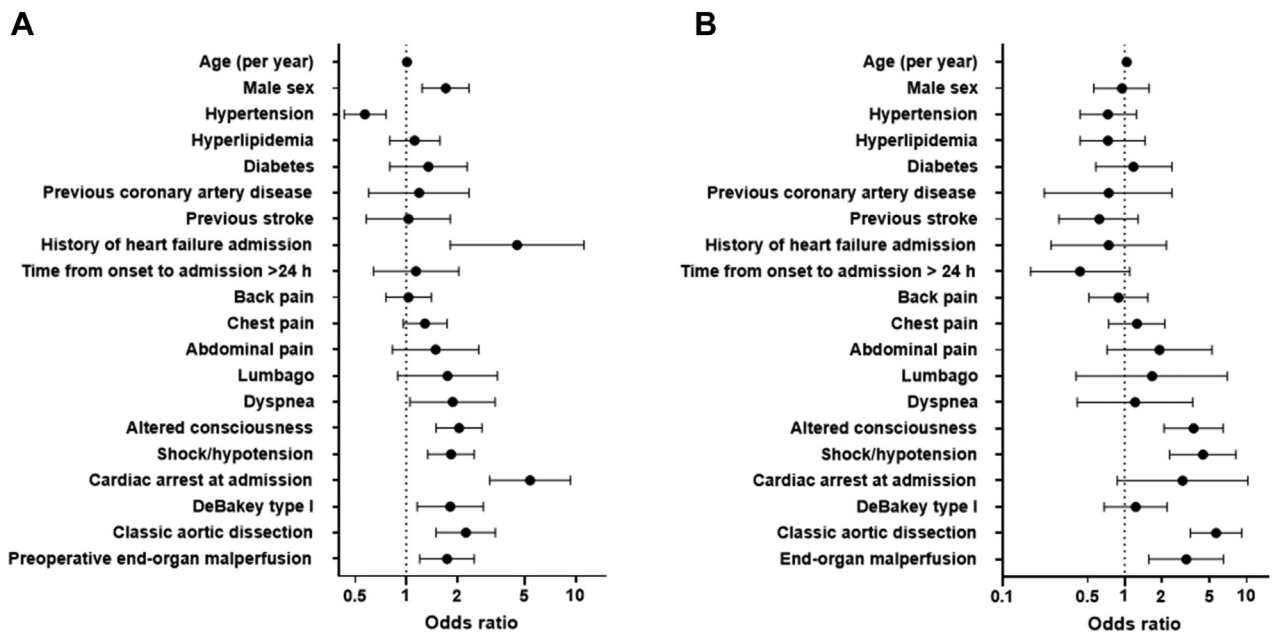 A
Age (per year)
Male sex
Hypertension
Hyperlipidemia
Diabetes
Previous coronary artery disease
Previous stroke
History of heart failure admission
Time from onset to admission >24 h
Back pain
Chest pain
Abdominal pain
Lumbago
Dyspnea
Altered consciousness
Shock/hypotension
Cardiac arrest at admission
DeBakey type I
Classic aortic dissection
Preoperative end-organ malperfusion
0.5 1 2 5 10
Odds ratio
B
Age (per year)
Male sex
Hypertension
Hyperlipidemia
Diabetes
Previous coronary artery disease
Previous stroke
History of heart failure admission
Time from onset to admission > 24 h
Back pain
Chest pain
Abdominal pain
Lumbago
Dyspnea
Altered consciousness
Shock/hypotension
Cardiac arrest at admission
DeBakey type I
Classic aortic dissection
End-organ malperfusion
0.1 0.5 1 2 5 10
Odds ratio